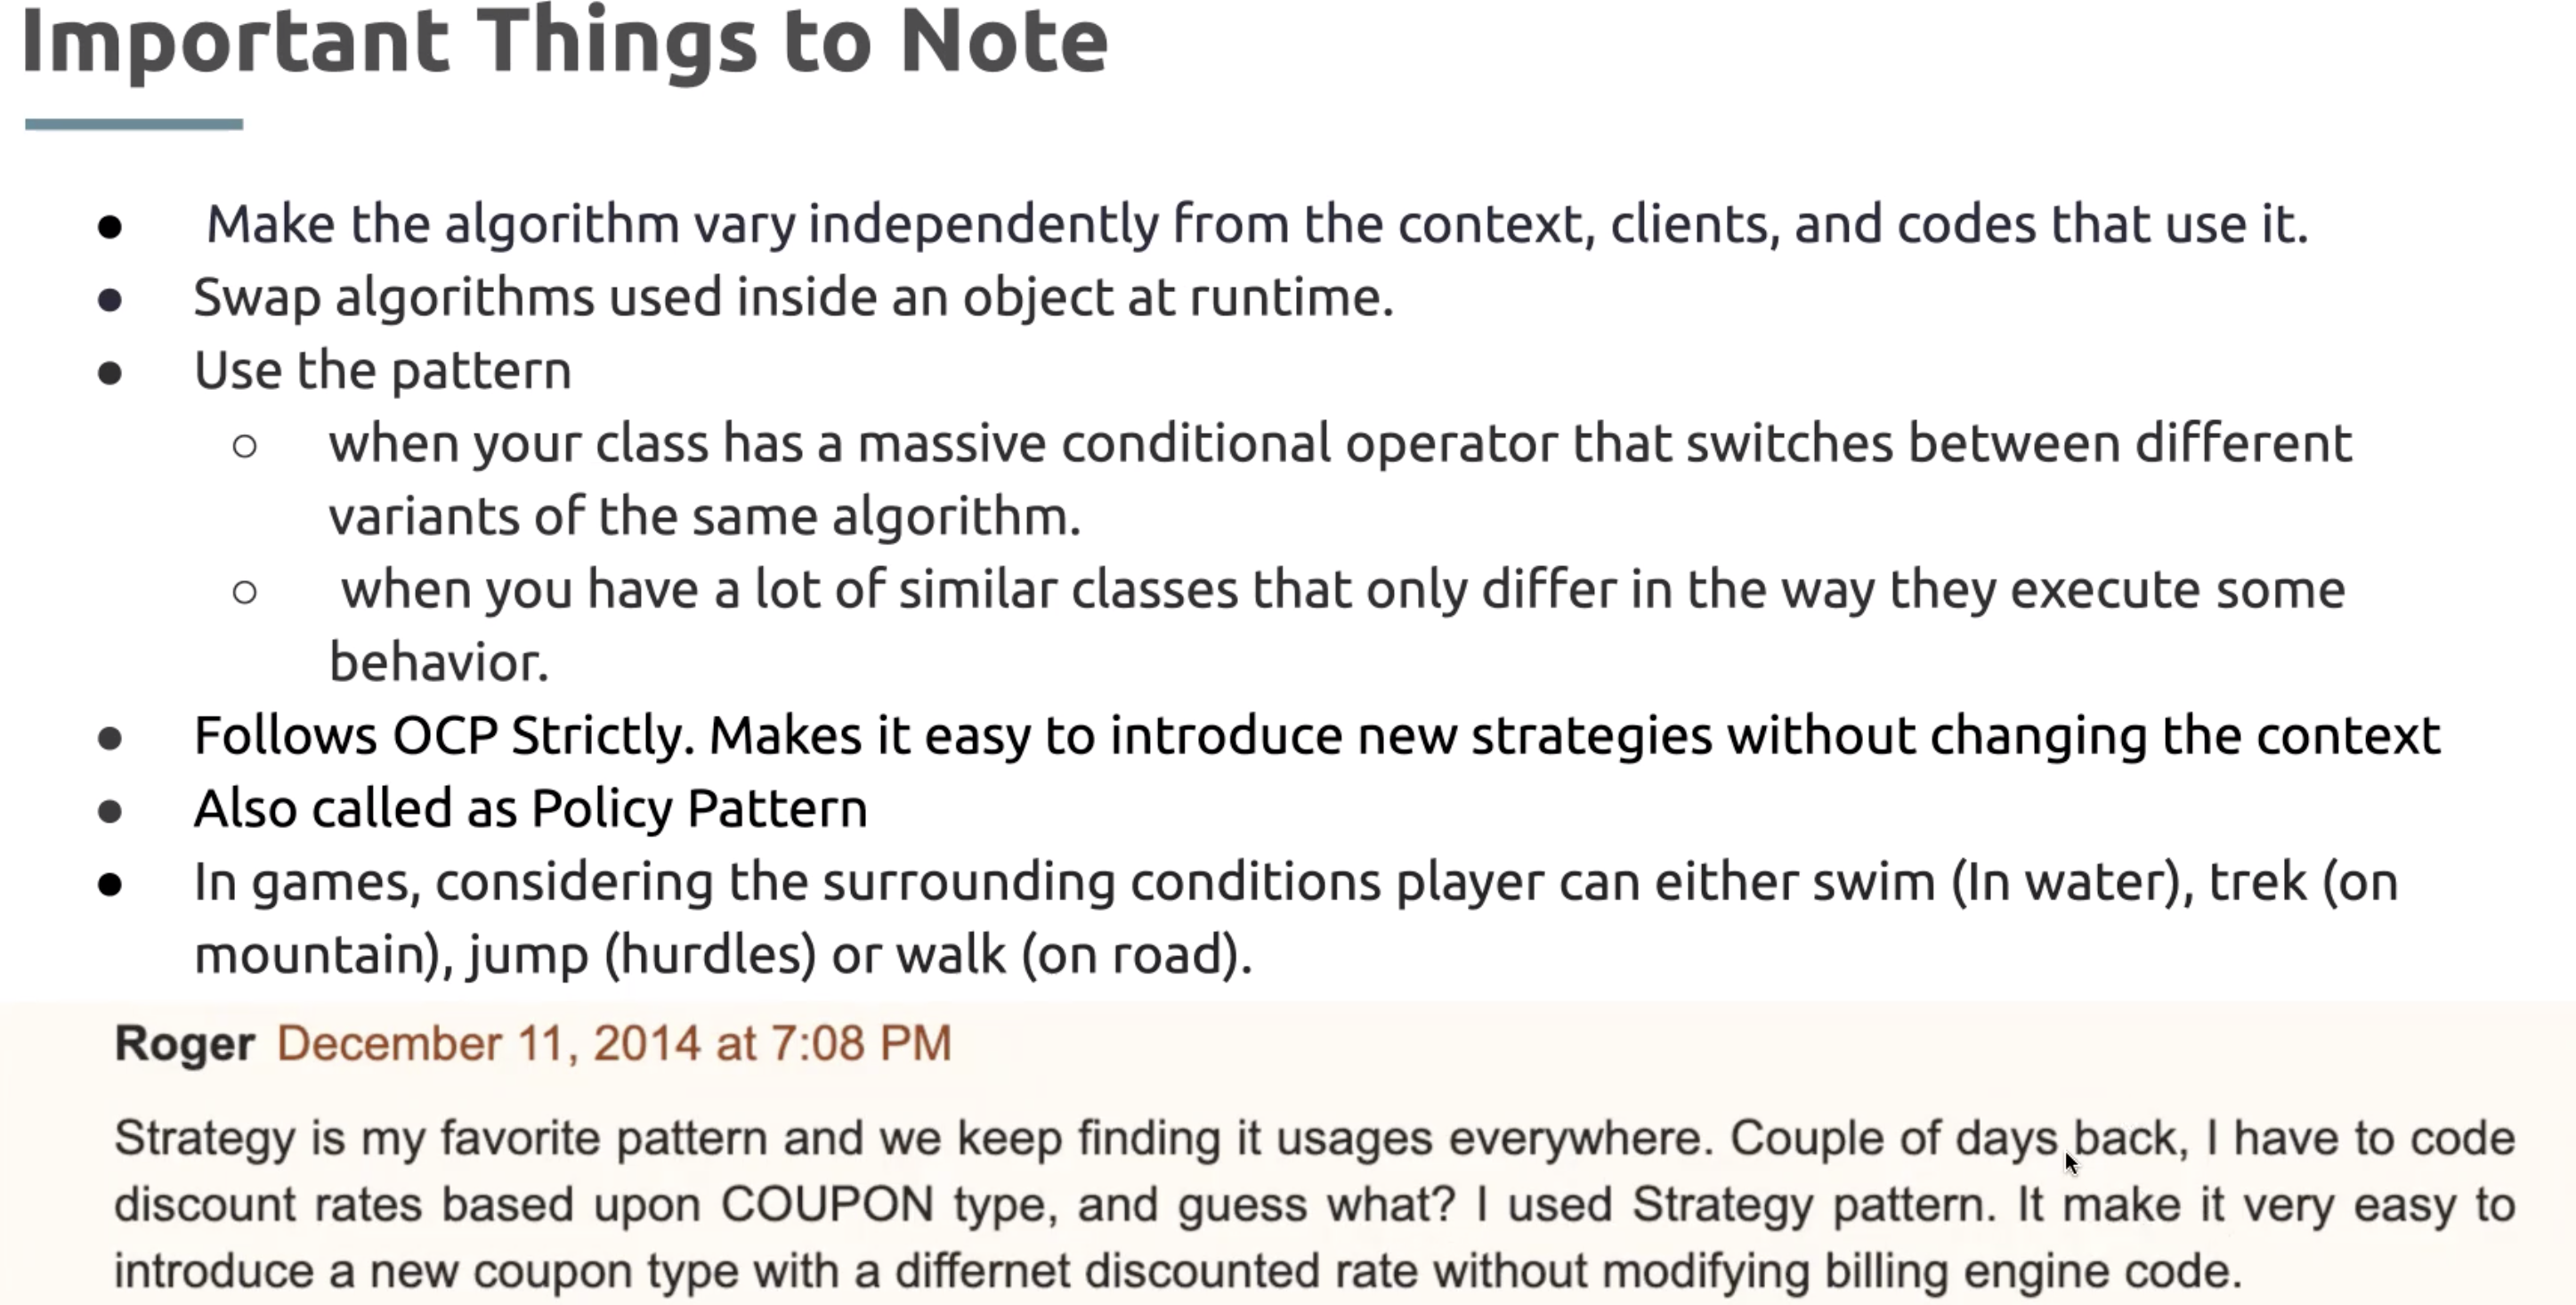 Important Things to Note
● Make the algorithm vary independently from the context, clients, and codes that use it.
● Swap algorithms used inside an object at runtime.
● Use the pattern
○ when your class has a massive conditional operator that switches between different
variants of the same algorithm.
○ when you have a lot of similar classes that only differ in the way they execute some
behavior.
● Follows OCP Strictly. Makes it easy to introduce new strategies without changing the context
● Also called as Policy Pattern
● In games, considering the surrounding conditions player can either swim (In water), trek (on
mountain), jump (hurdles) or walk (on road).
Roger December 11, 2014 at 7:08 PM
Strategy is my favorite pattern and we keep finding it usages everywhere. Couple of days back, I have to code
discount rates based upon COUPON type, and guess what? I used Strategy pattern. It make it very easy to
introduce a new coupon type with a differnet discounted rate without modifying billing engine code.